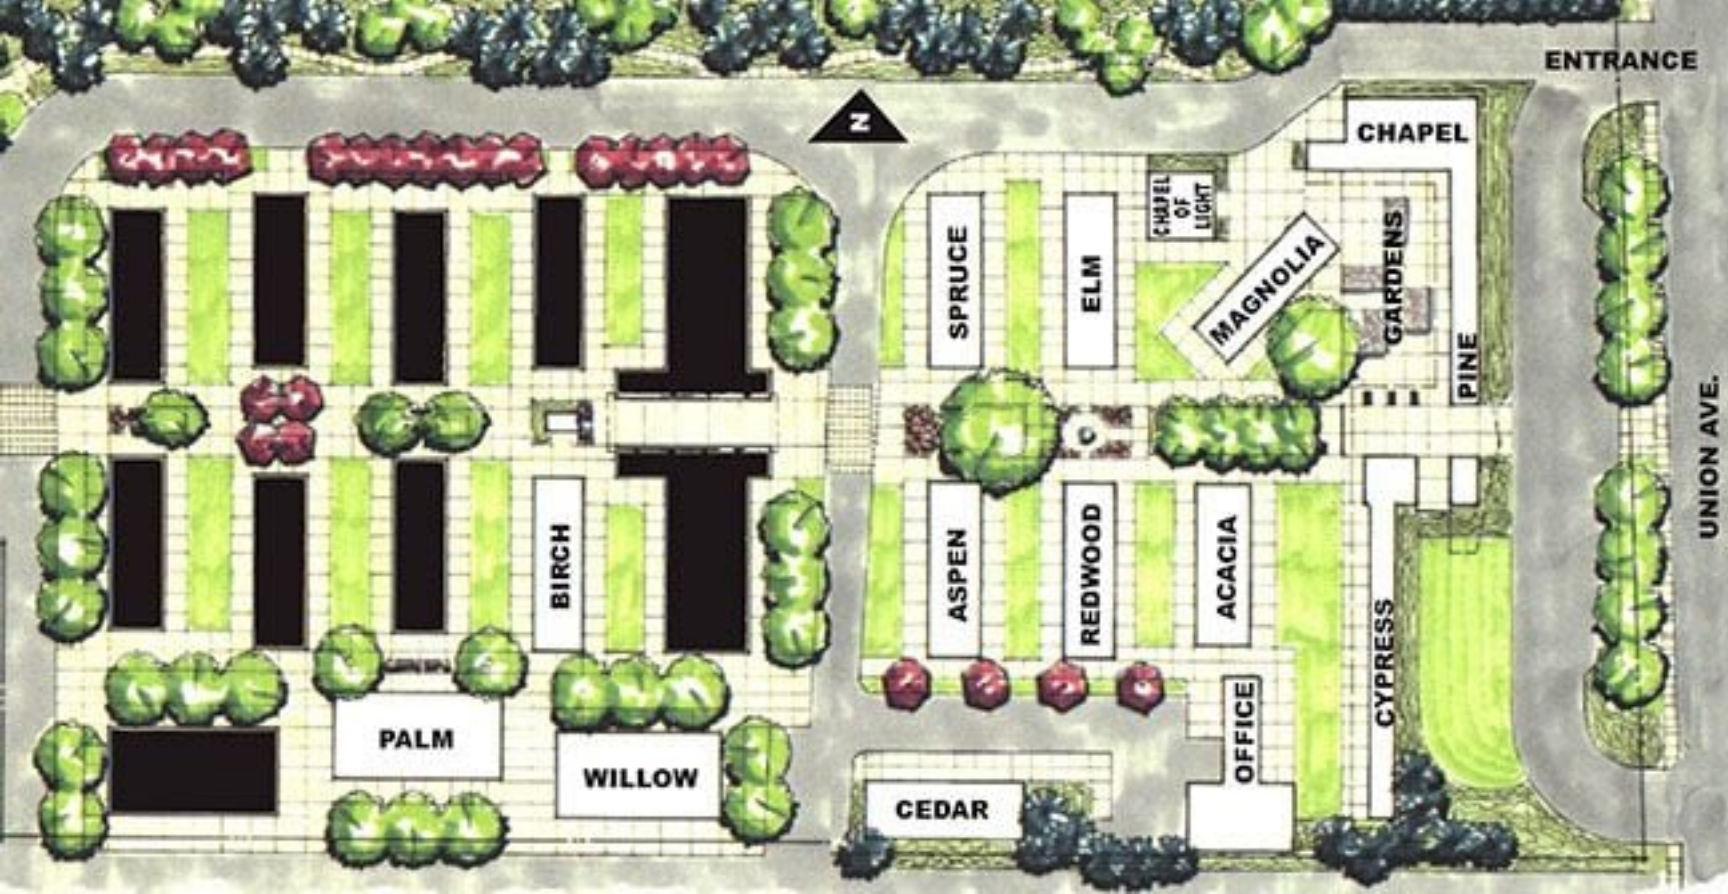 ENTRANCE
N
CHAPEL
CHAPEL
OF
LIGHT
SPRUCE
ELM
MAGNOLIA
GARDENS
PINE
UNION AVE.
BIRCH
ASPEN
REDWOOD
ACACIA
CYPRESS
PALM
WILLOW
OFFICE
CEDAR